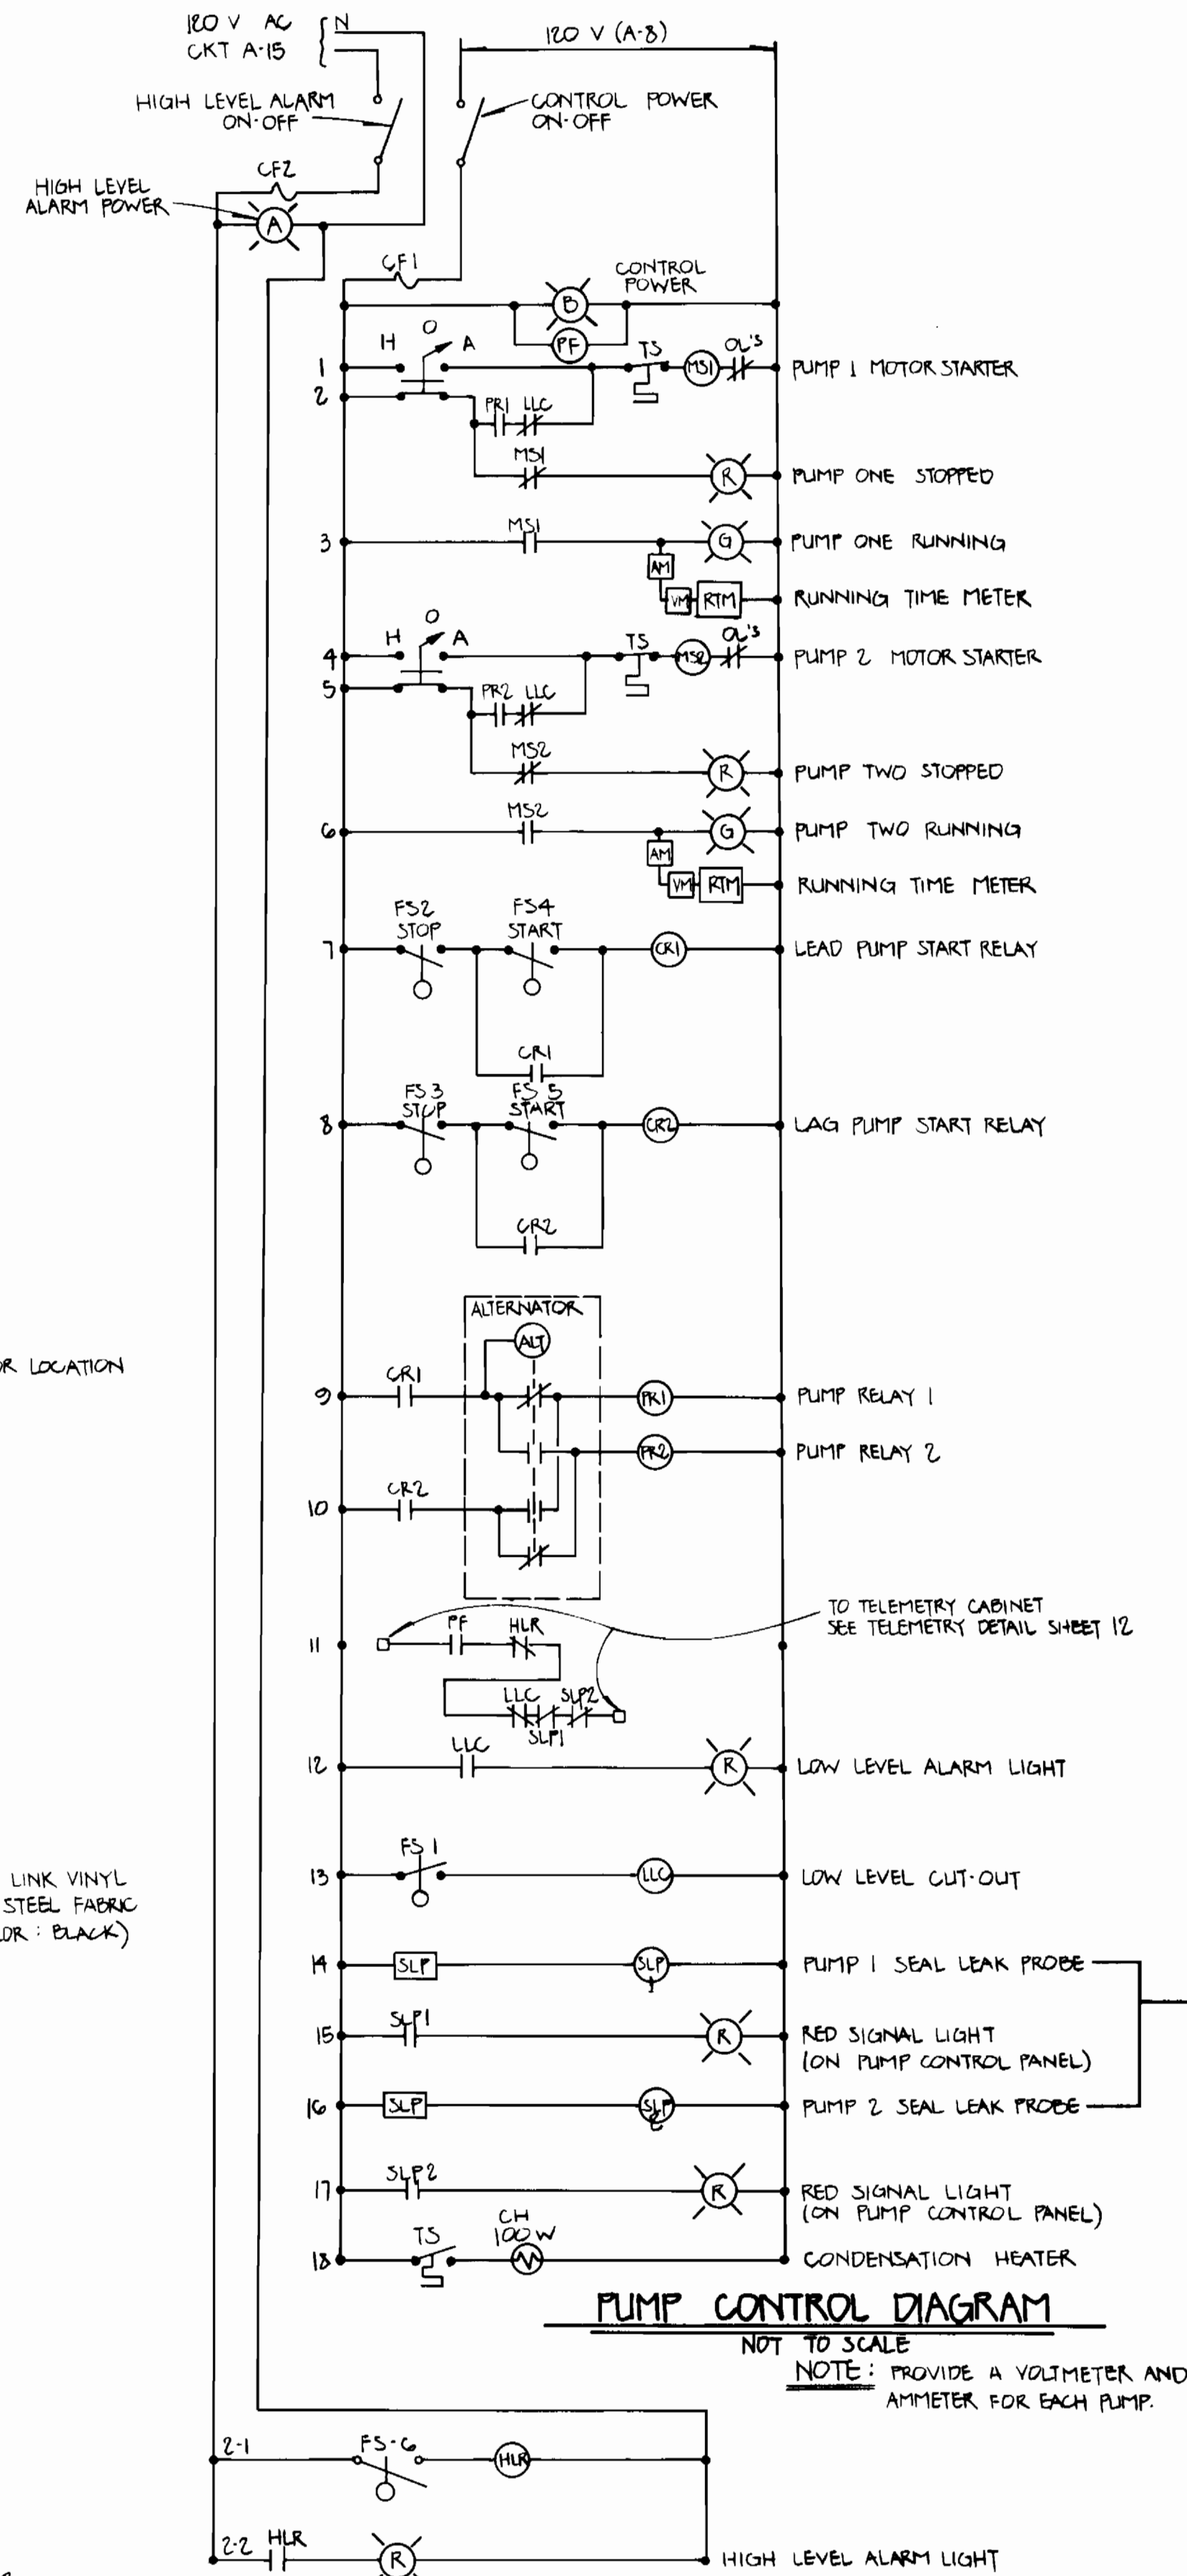 120 V AC
CKT A-15
N
120 V (A-8)
HIGH LEVEL ALARM
ON-OFF
CONTROL POWER
ON-OFF
CF2
HIGH LEVEL
ALARM POWER
A
CF1
CONTROL
POWER
B
PF
H O A
TS
OL'S
1
MS1
PUMP 1 MOTOR STARTER
2
PR1 LLC
MS1
R
PUMP ONE STOPPED
3
MS1
G
PUMP ONE RUNNING
AM
VM RTM
RUNNING TIME METER
H O A
TS
OL'S
4
MS2
PUMP 2 MOTOR STARTER
5
PR2 LLC
MS2
R
PUMP TWO STOPPED
6
MS2
G
PUMP TWO RUNNING
AM
VM RTM
RUNNING TIME METER
FS2
STOP
FS4
START
7
CR1
LEAD PUMP START RELAY
CR1
FS3
STOP
FS5
START
8
CR2
LAG PUMP START RELAY
CR2
ALTERNATOR
ALT
OR LOCATION
9
CR1
PR1
PUMP RELAY 1
PR2
PUMP RELAY 2
10
CR2
TO TELEMETRY CABINET
SEE TELEMETRY DETAIL SHEET 12
11
PF
HLR
LLC
SLP2
SLP1
12
LLC
R
LOW LEVEL ALARM LIGHT
LINK VINYL
STEEL FABRIC
OR : BLACK)
13
FS1
LLC
LOW LEVEL CUT-OUT
14
SLP
SLP
1
PUMP 1 SEAL LEAK PROBE
15
SLP1
R
RED SIGNAL LIGHT
(ON PUMP CONTROL PANEL)
16
SLP
SLP
2
PUMP 2 SEAL LEAK PROBE
17
SLP2
R
RED SIGNAL LIGHT
(ON PUMP CONTROL PANEL)
18
TS
CH
100W
CONDENSATION HEATER
PUMP CONTROL DIAGRAM
NOT TO SCALE
NOTE: PROVIDE A VOLTMETER AND
AMMETER FOR EACH PUMP.
2-1
FS-6
HLR
2-2
HLR
R
HIGH LEVEL ALARM LIGHT